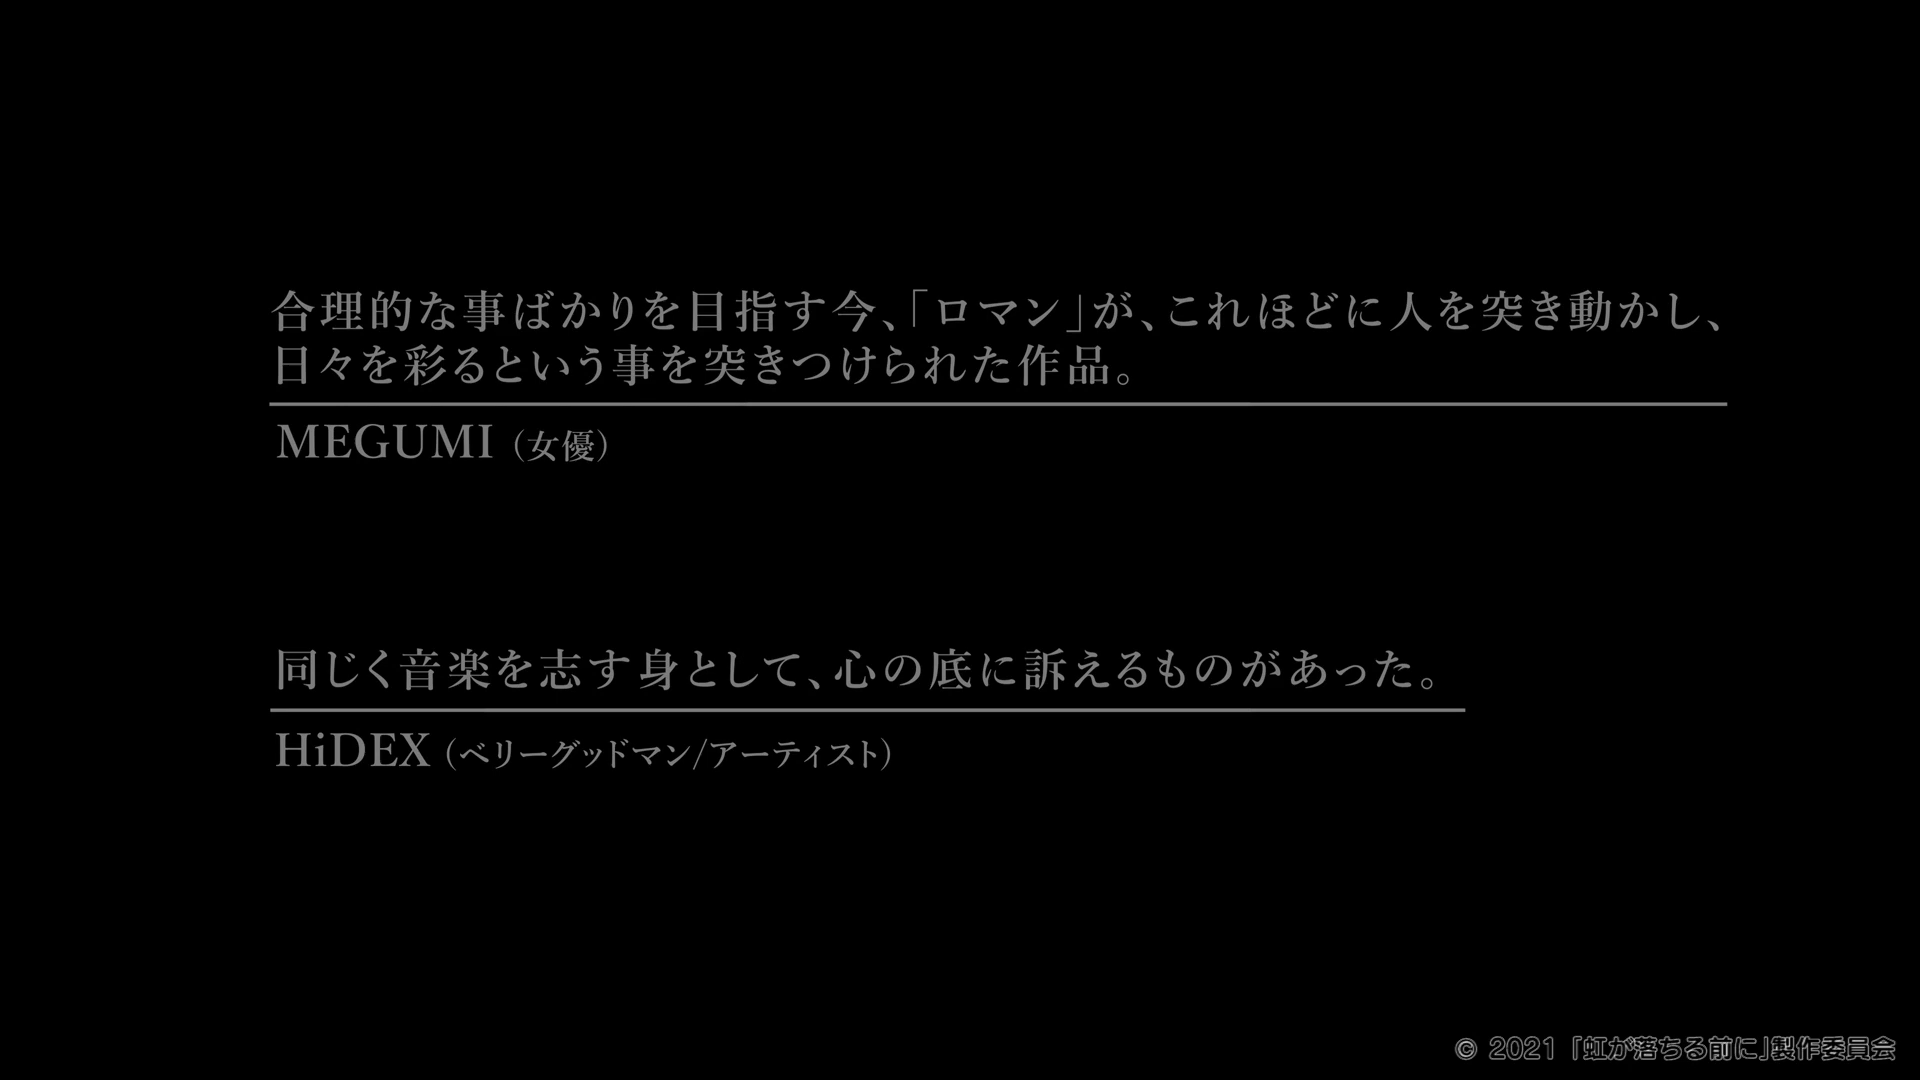 合理的な事ばかりを目指す今、「ロマン」が、これほどに人を突き動かし、
日々を彩るという事を突きつけられた作品。
MEGUMI（女優）
同じく音楽を志す身として、心の底に訴えるものがあった。
HiDEX（ベリーグッドマン/アーティスト）
© 2021「虹が落ちる前に」製作委員会